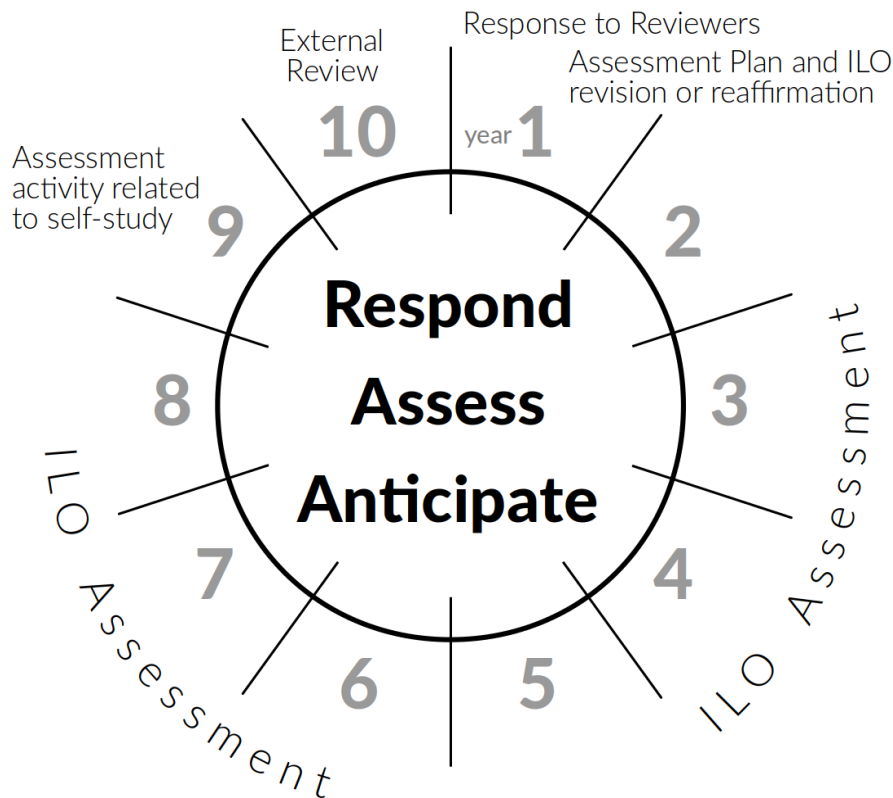 Response to Reviewers
Assessment Plan and ILO
revision or reaffirmation
year 1
2
3
4
ILO Assessment
5
6
7
ILO Assessment
8
Assessment
activity related
to self-study
9
External
Review
10
Respond
Assess
Anticipate